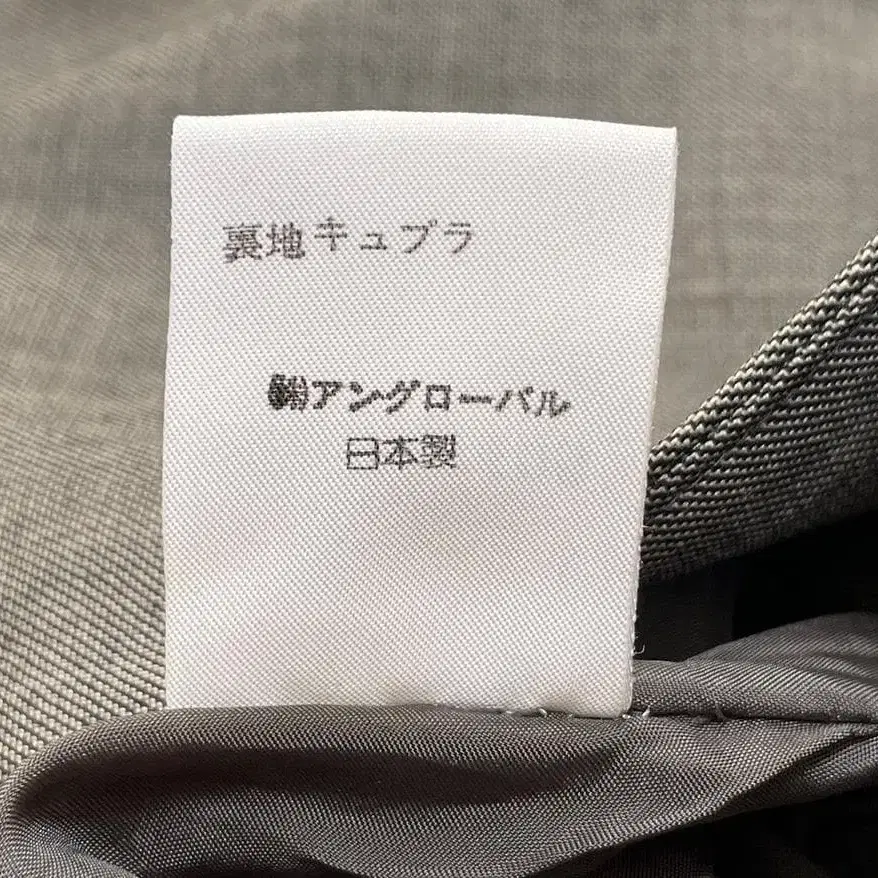 裏地キュプラ
㈱アングローバル
日本製